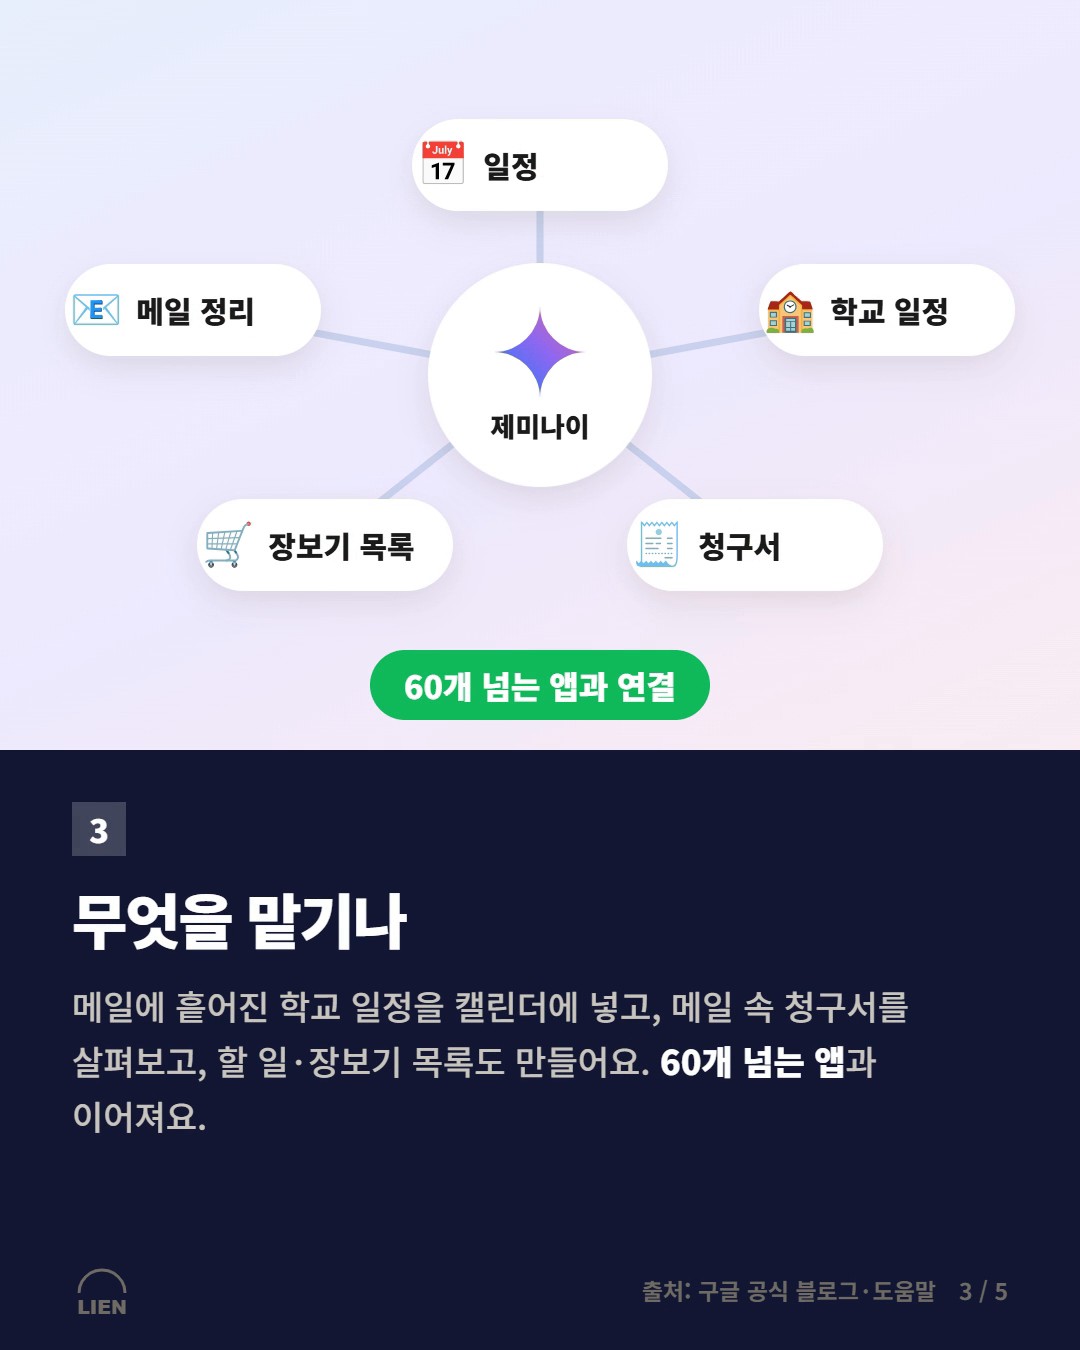 July
17
일정
메일 정리
학교 일정
제미나이
장보기 목록
청구서
60개 넘는 앱과 연결
3
무엇을 맡기나
메일에 흩어진 학교 일정을 캘린더에 넣고, 메일 속 청구서를
살펴보고, 할 일·장보기 목록도 만들어요. 60개 넘는 앱과
이어져요.
LIEN
출처: 구글 공식 블로그·도움말 3 / 5